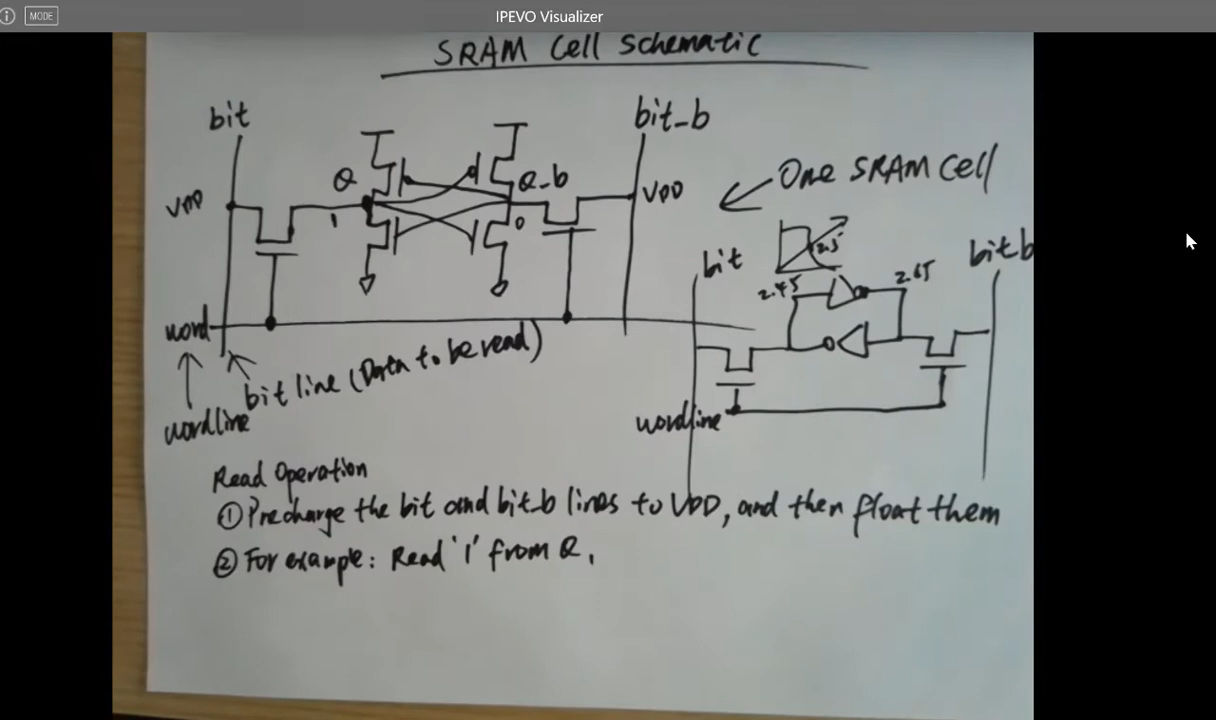 IPEVO Visualizer
MODE
SRAM Cell Schematic
bit
bit_b
Q
Q_b
VDD
VDD
1
0
One SRAM Cell
bit
bitb
2.5
2.45
2.65
word
bit line (Data to be read)
wordline
wordline
Read Operation
① Precharge the bit and bit_b lines to VDD, and then float them
② For example: Read '1' from Q.